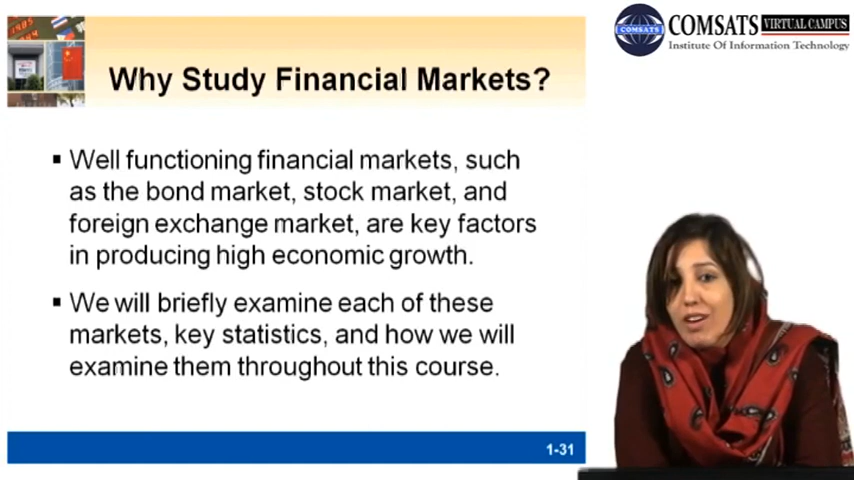 Why Study Financial Markets?
▪ Well functioning financial markets, such
as the bond market, stock market, and
foreign exchange market, are key factors
in producing high economic growth.
▪ We will briefly examine each of these
markets, key statistics, and how we will
examine them throughout this course.
1-31
COMSATS
COMSATS VIRTUAL CAMPUS
Institute Of Information Technology